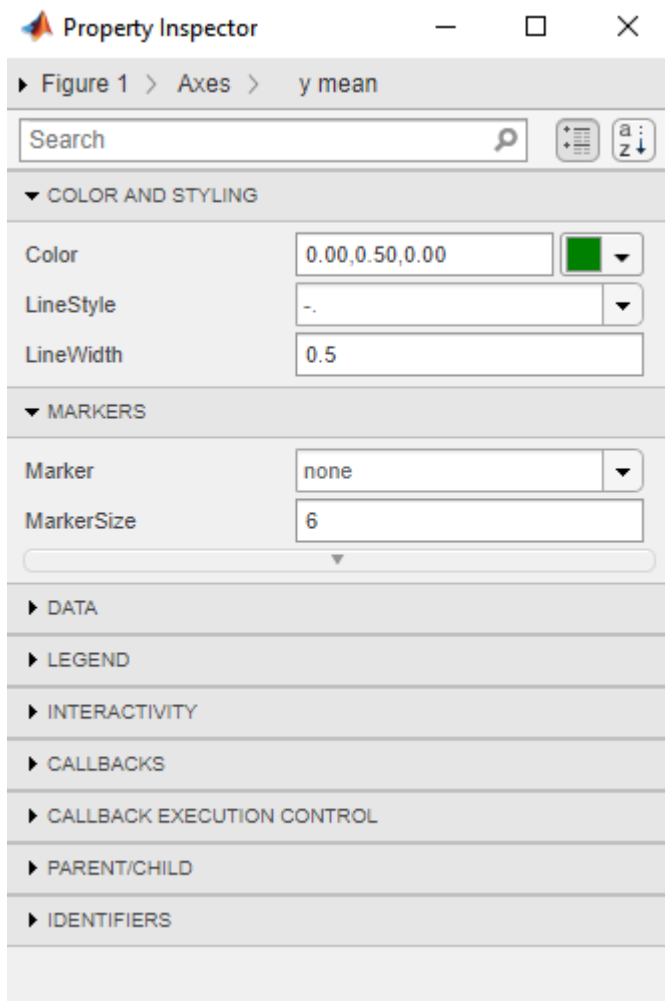 Property Inspector
Figure 1 > Axes > y mean
Search
a z
COLOR AND STYLING
Color 0.00,0.50,0.00
LineStyle -.
LineWidth 0.5
MARKERS
Marker none
MarkerSize 6
DATA
LEGEND
INTERACTIVITY
CALLBACKS
CALLBACK EXECUTION CONTROL
PARENT/CHILD
IDENTIFIERS